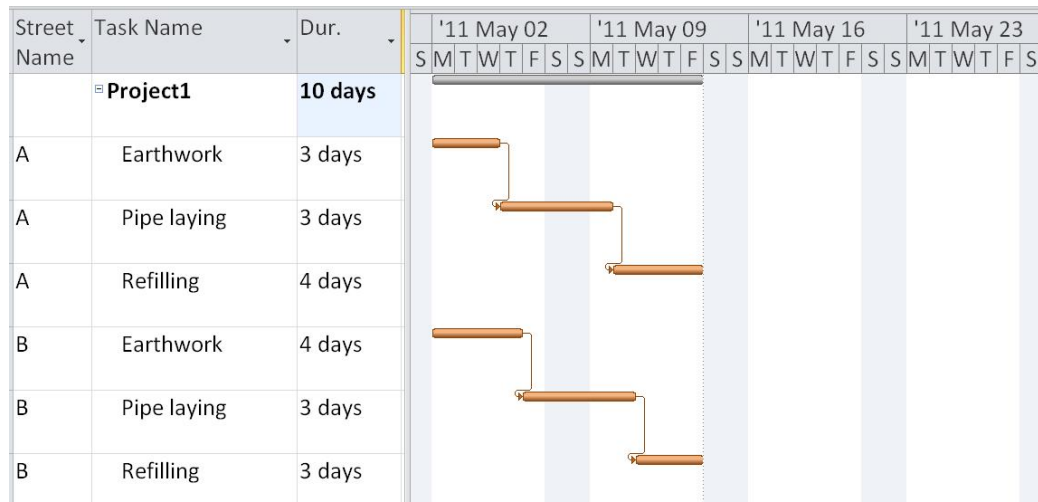 Street Name Task Name Dur. '11 May 02 '11 May 09 '11 May 16 '11 May 23
S M T W T F S S M T W T F S S M T W T F S S M T W T F S
Project1 10 days
A Earthwork 3 days
A Pipe laying 3 days
A Refilling 4 days
B Earthwork 4 days
B Pipe laying 3 days
B Refilling 3 days